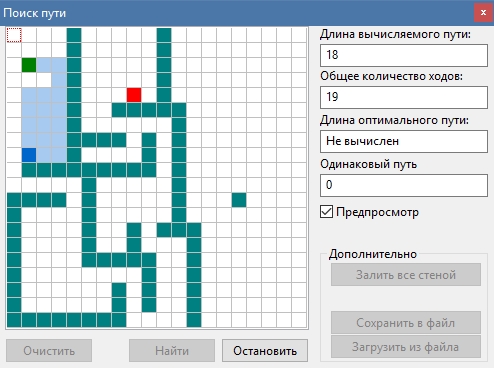 Поиск пути
x
Длина вычисляемого пути:
18
Общее количество ходов:
19
Длина оптимального пути:
Не вычислен
Одинаковый путь
0
Предпросмотр
Дополнительно
Залить все стеной
Сохранить в файл
Загрузить из файла
Очистить
Найти
Остановить